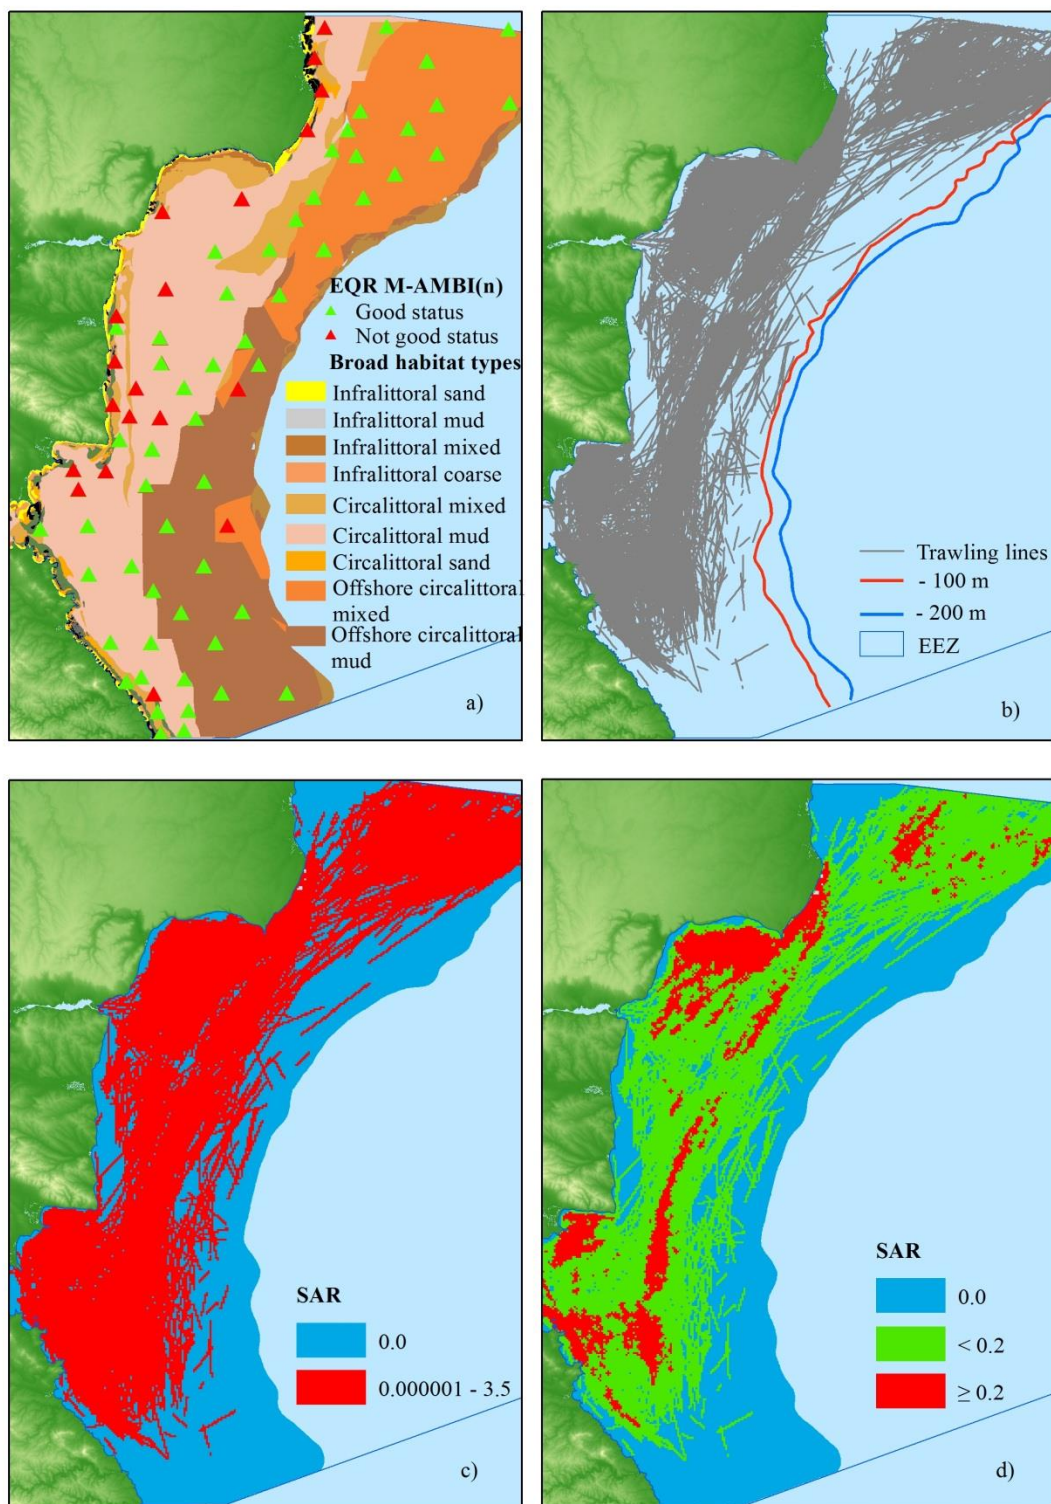 EQR M-AMBI(n)
Good status
Not good status
Broad habitat types
Infralittoral sand
Infralittoral mud
Infralittoral mixed
Infralittoral coarse
Circalittoral mixed
Circalittoral mud
Circalittoral sand
Offshore circalittoral
mixed
Offshore circalittoral
mud
a)
Trawling lines
- 100 m
- 200 m
EEZ
b)
SAR
0.0
0.000001 - 3.5
c)
SAR
0.0
< 0.2
≥ 0.2
d)